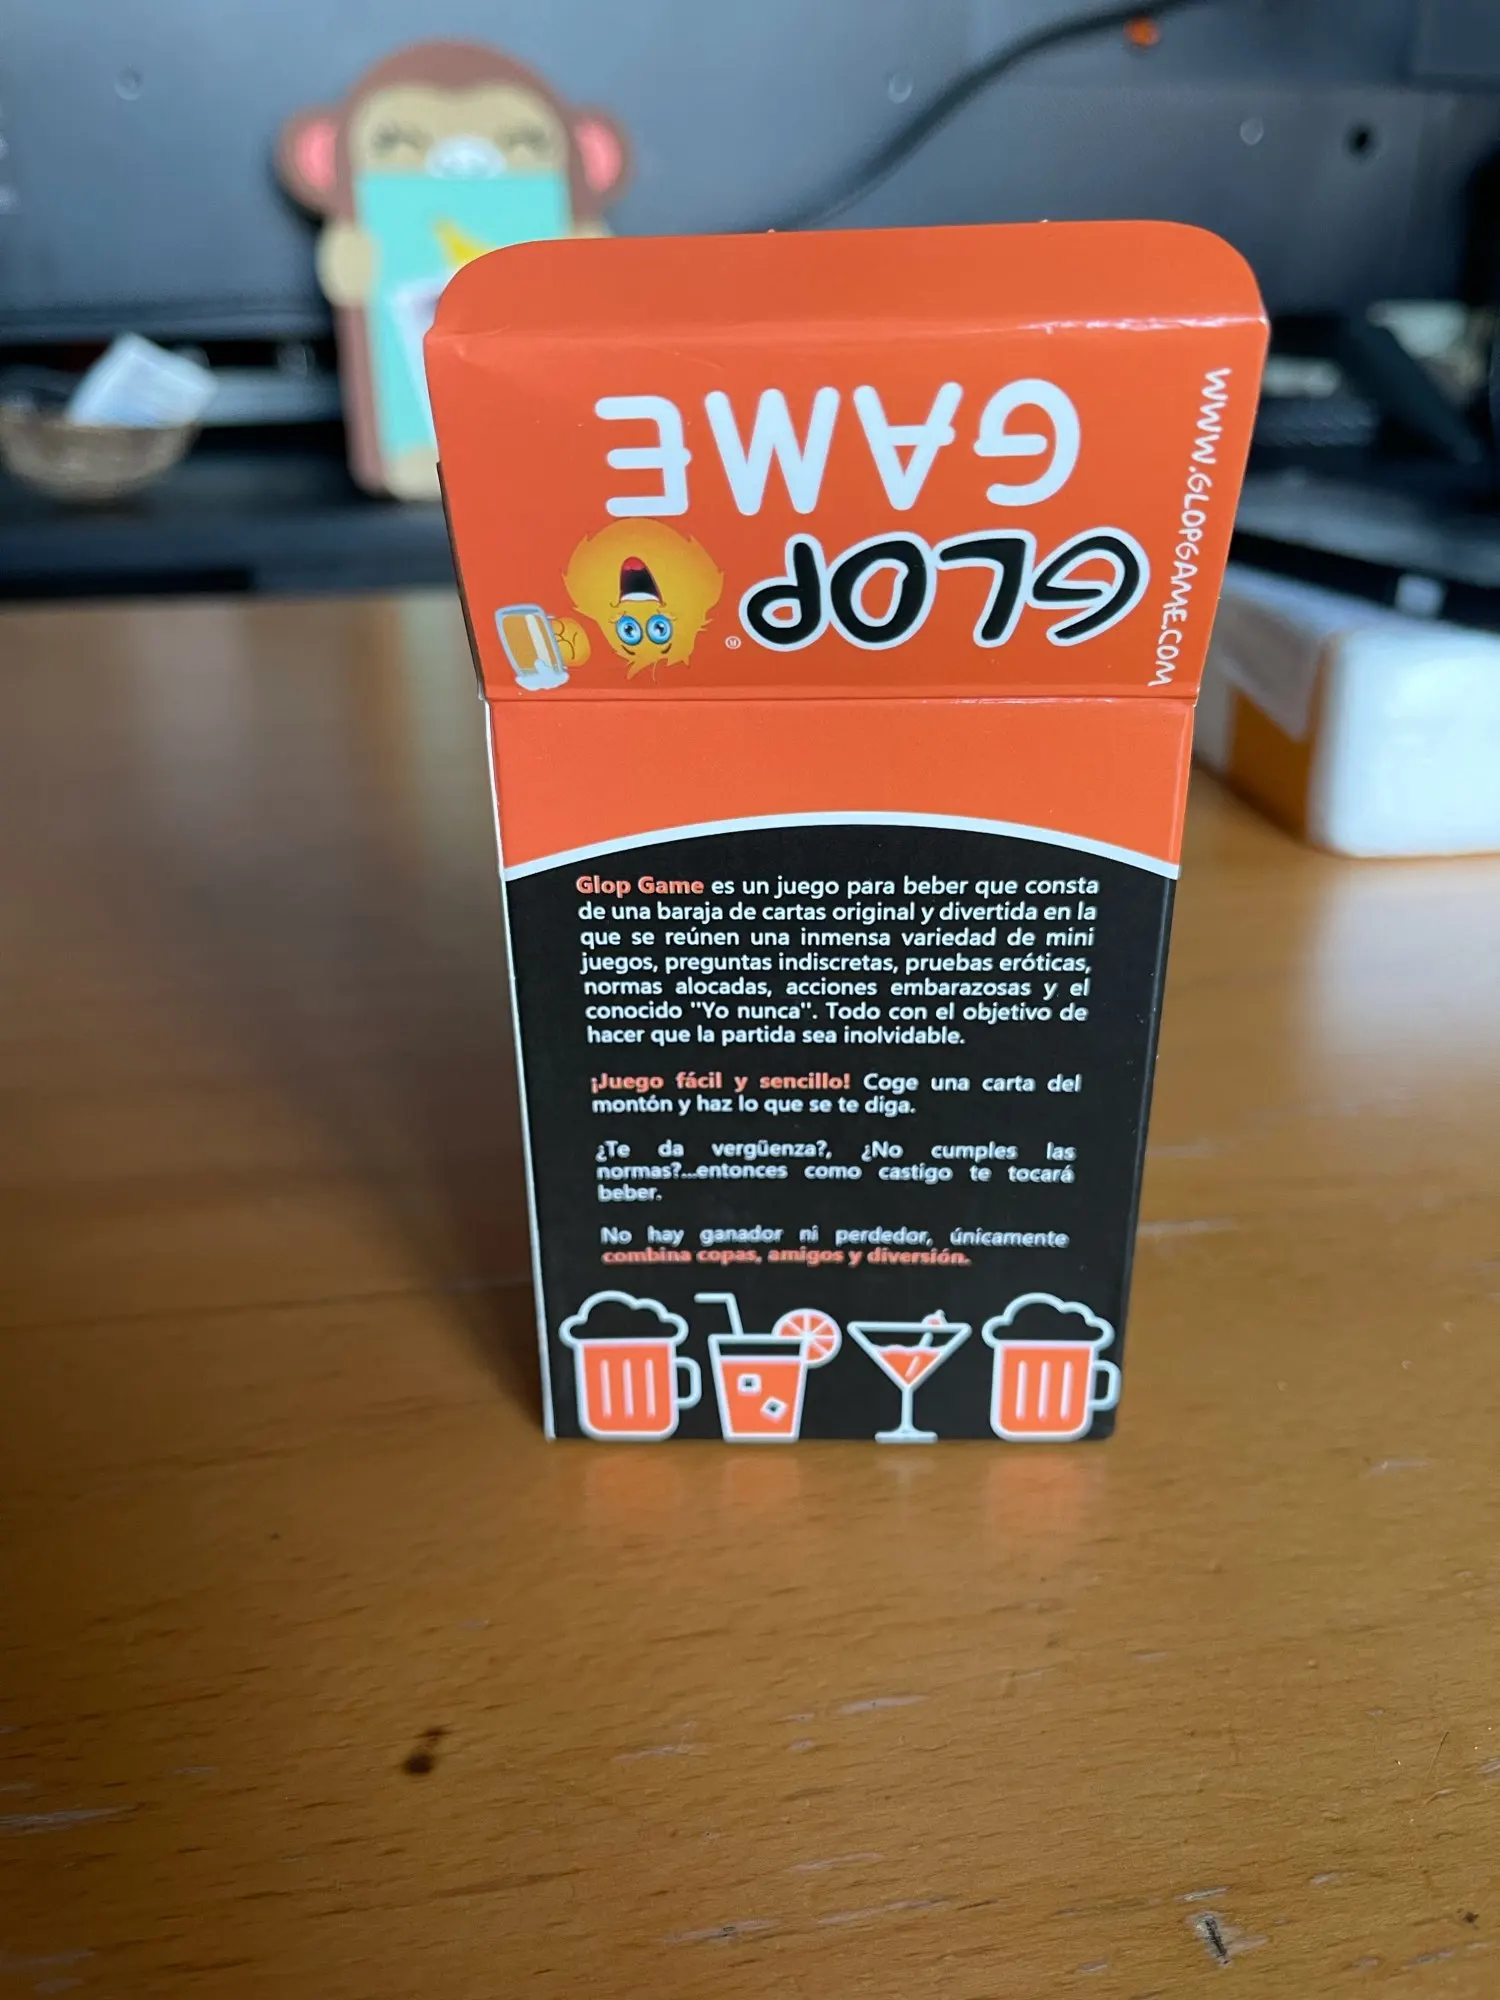 GLOP®
GAME
WWW.GLOPGAME.COM
Glop Game es un juego para beber que consta
de una baraja de cartas original y divertida en la
que se reúnen una inmensa variedad de mini
juegos, preguntas indiscretas, pruebas eróticas,
normas alocadas, acciones embarazosas y el
conocido "Yo nunca". Todo con el objetivo de
hacer que la partida sea inolvidable.
¡Juego fácil y sencillo! Coge una carta del
montón y haz lo que se te diga.
¿Te da vergüenza?, ¿No cumples las
normas?...entonces como castigo te tocará
beber.
No hay ganador ni perdedor, únicamente
combina copas, amigos y diversión.